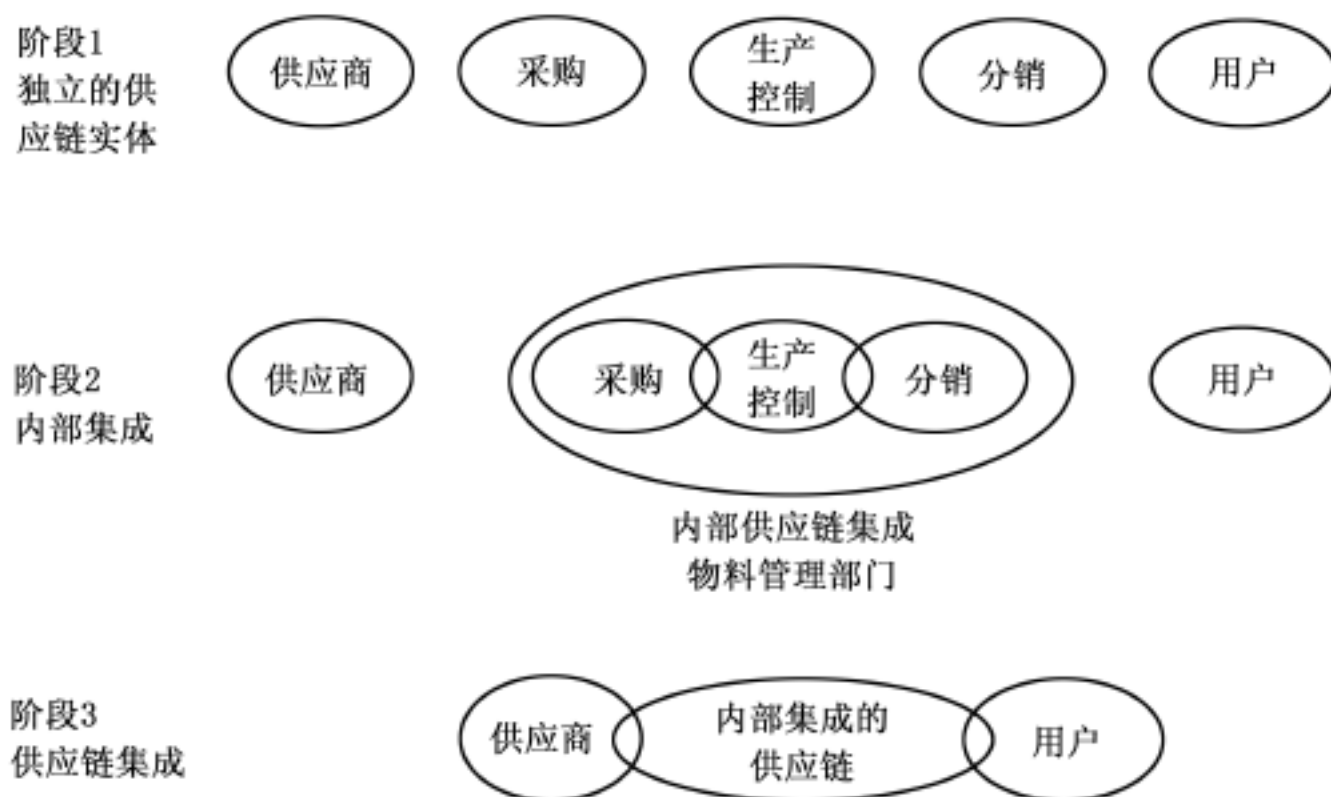 阶段1
独立的供
应链实体
供应商
采购
生产
控制
分销
用户
阶段2
内部集成
供应商
采购
生产
控制
分销
用户
内部供应链集成
物料管理部门
阶段3
供应链集成
供应商
内部集成的
供应链
用户